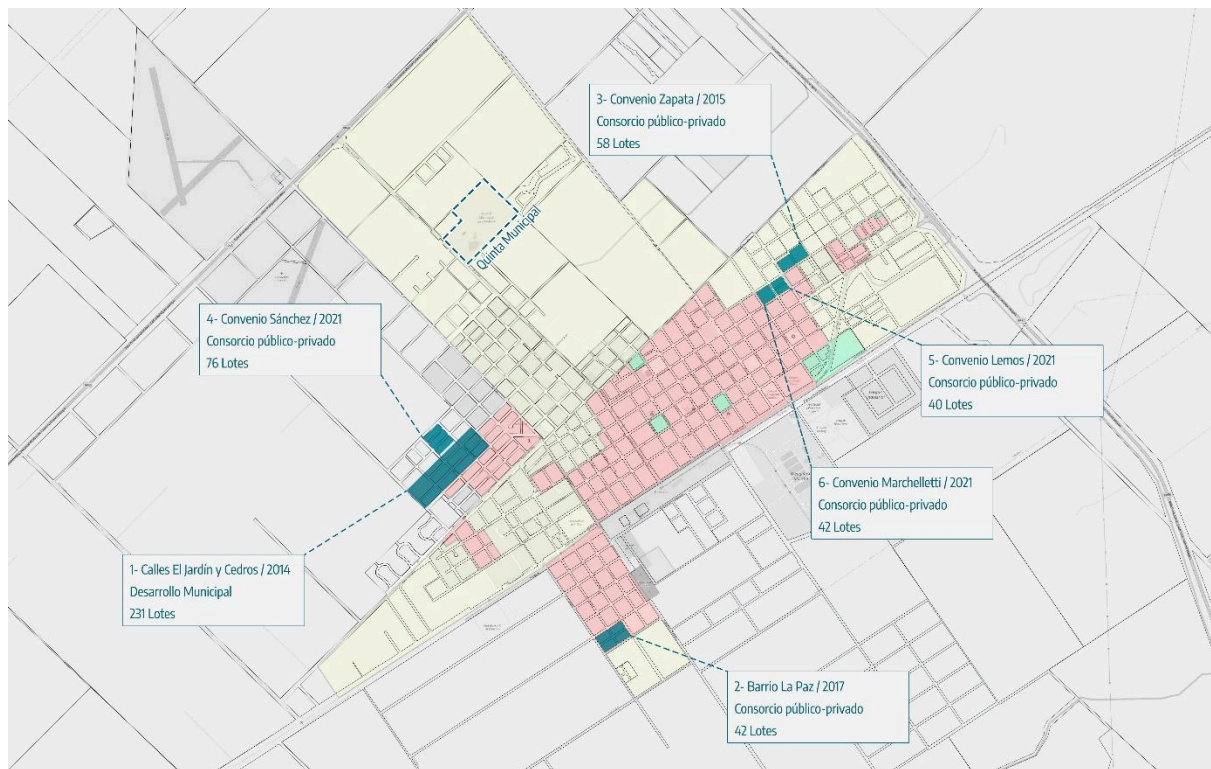 3- Convenio Zapata / 2015
Consorcio público-privado
58 Lotes
Quinta Municipal
4- Convenio Sánchez / 2021
Consorcio público-privado
76 Lotes
5- Convenio Lemos / 2021
Consorcio público-privado
40 Lotes
6- Convenio Marchelletti / 2021
Consorcio público-privado
42 Lotes
1- Calles El Jardín y Cedros / 2014
Desarrollo Municipal
231 Lotes
2- Barrio La Paz / 2017
Consorcio público-privado
42 Lotes